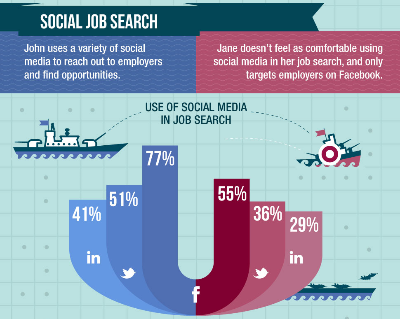 SOCIAL JOB SEARCH
John uses a variety of social
media to reach out to employers
and find opportunities.
Jane doesn't feel as comfortable using
social media in her job search, and only
targets employers on Facebook.
USE OF SOCIAL MEDIA
IN JOB SEARCH
41%
51%
77%
55%
36%
29%
in
in
f